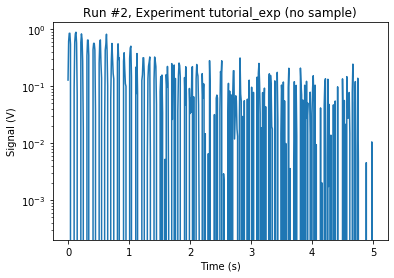 Run #2, Experiment tutorial_exp (no sample)
Signal (V)
10⁰
10⁻¹
10⁻²
10⁻³
0 1 2 3 4 5
Time (s)